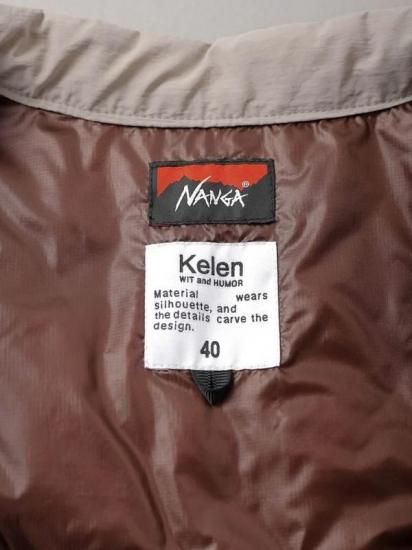 NANGA®
Kelen
WIT and HUMOR
Material wears
silhouette, and
the details carve the
design.
40